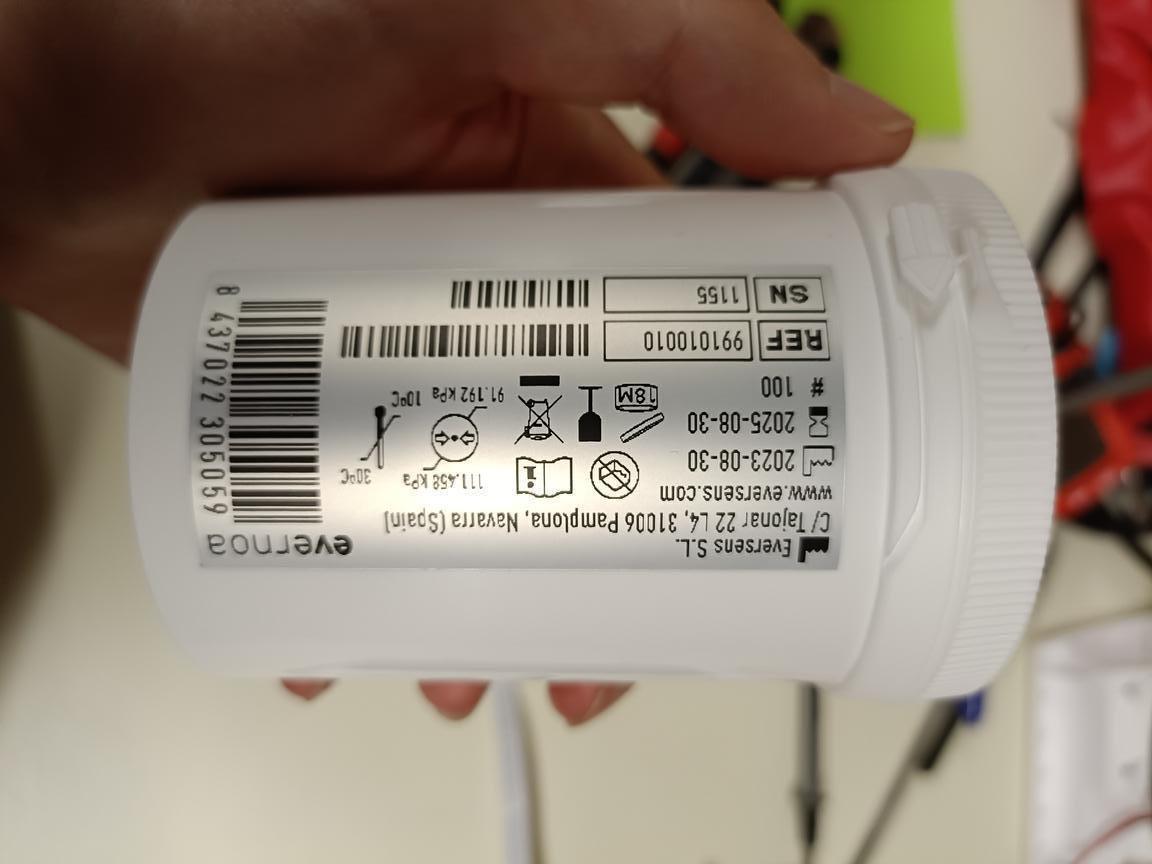 Eversens S.L.
C/ Tajonar 22 L4, 31006 Pamplona, Navarra (Spain)
www.eversens.com
evernoa
2023-08-30
2025-08-30
# 100
18M
111.458 kPa
91.192 kPa
30ºC
10ºC
REF 991010010
SN 1155
8 437022 305059